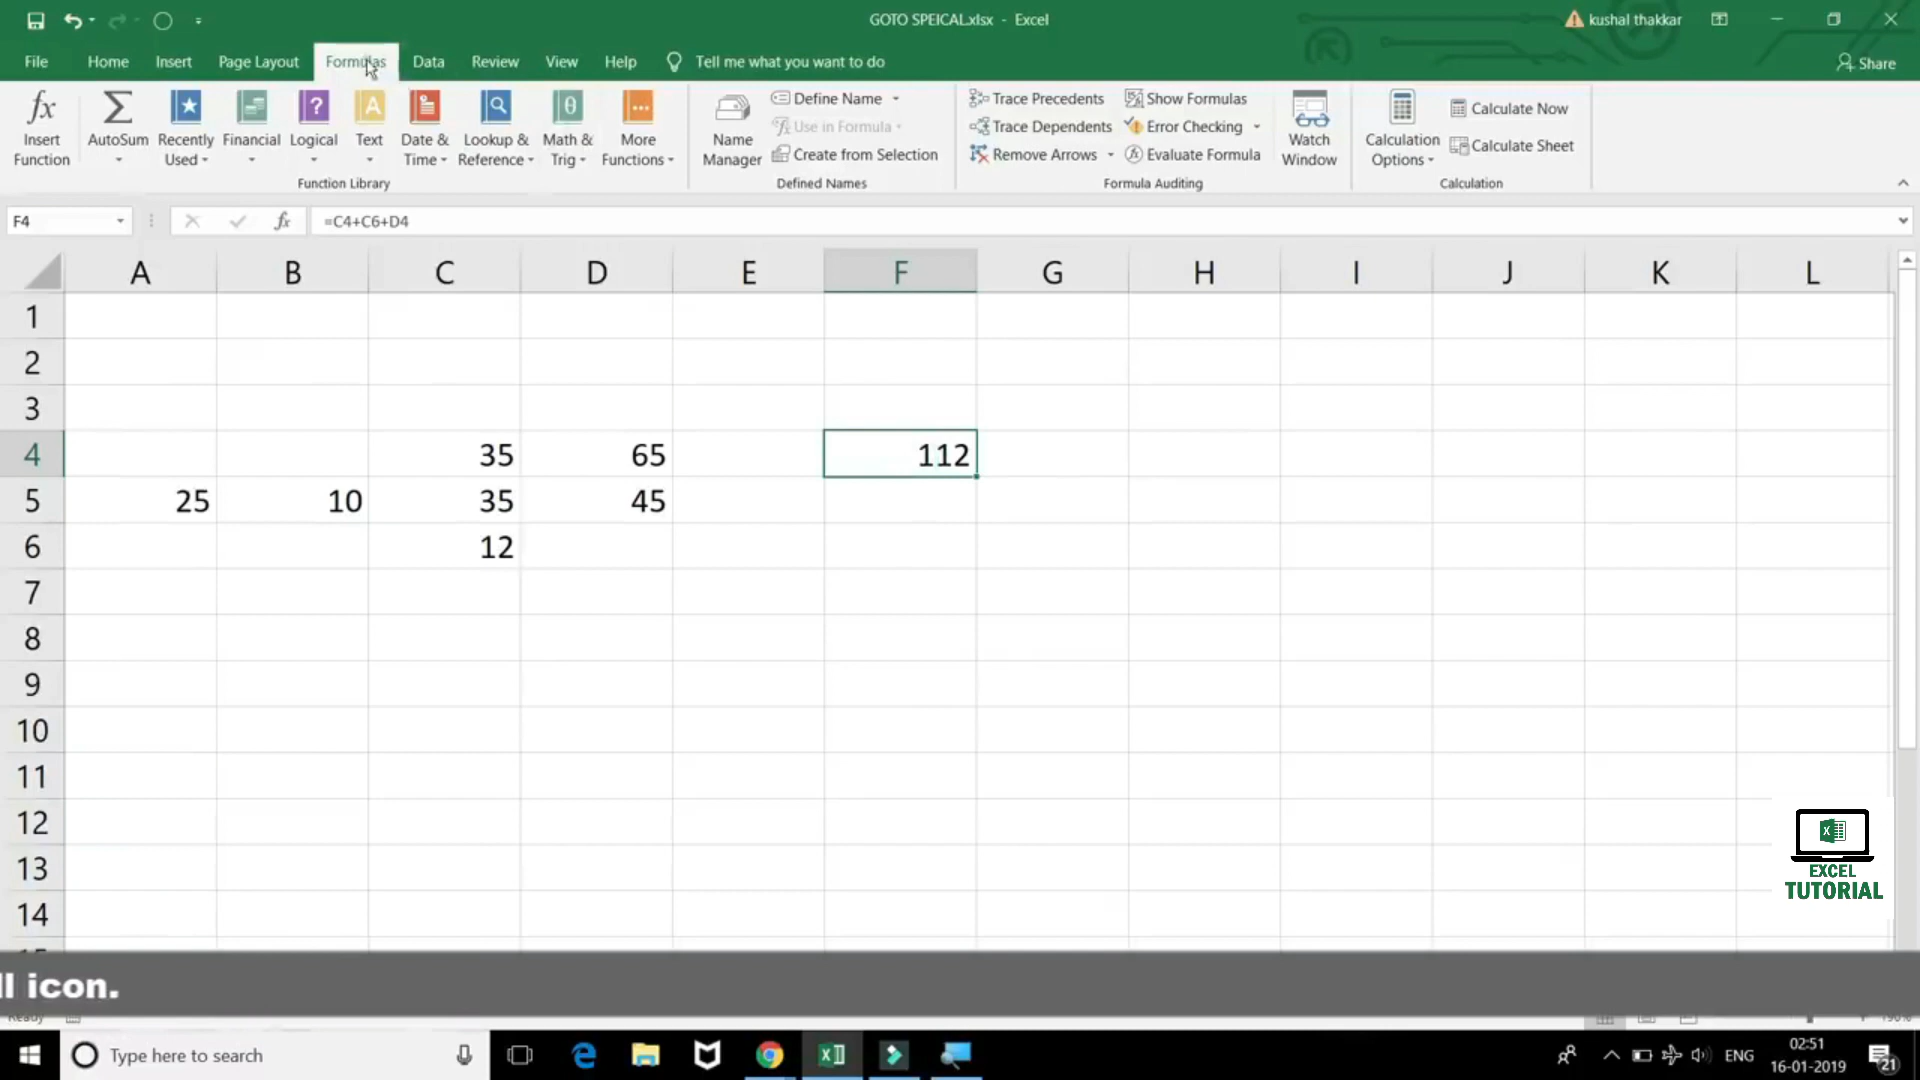 GOTO SPEICAL.xlsx - Excel
kushal thakkar
File Home Insert Page Layout Formulas Data Review View Help Tell me what you want to do Share
Insert Function
AutoSum
Recently Used
Financial
Logical
Text
Date & Time
Lookup & Reference
Math & Trig
More Functions
Function Library
Name Manager
Define Name
Use in Formula
Create from Selection
Defined Names
Trace Precedents
Trace Dependents
Remove Arrows
Show Formulas
Error Checking
Evaluate Formula
Formula Auditing
Watch Window
Calculation Options
Calculate Now
Calculate Sheet
Calculation
F4 fx =C4+C6+D4
A B C D E F G H I J K L
1
2
3
4 35 65 112
5 25 10 35 45
6 12
7
8
9
10
11
12
13
14
EXCEL
TUTORIAL
ll icon.
Type here to search
ENG
02:51
16-01-2019
21